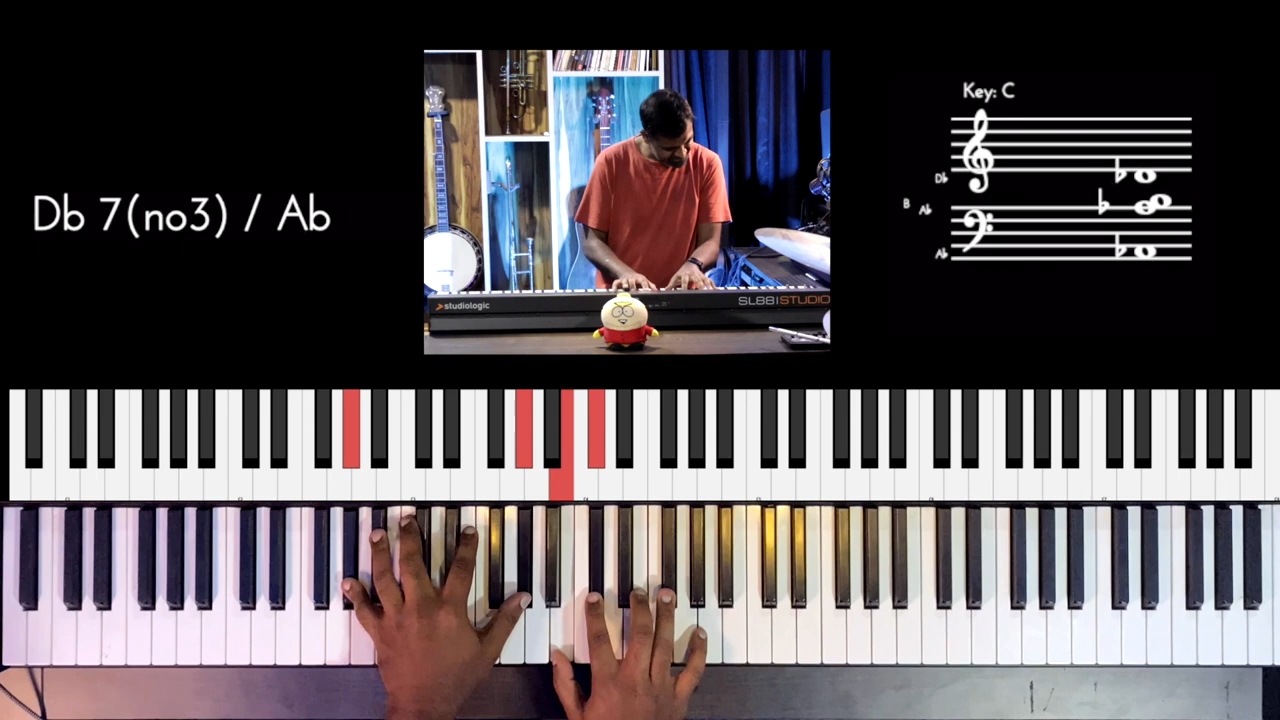 Key: C
Db
Db 7(no3) / Ab
B
Ab
Ab
studiologic
SL88 STUDIO